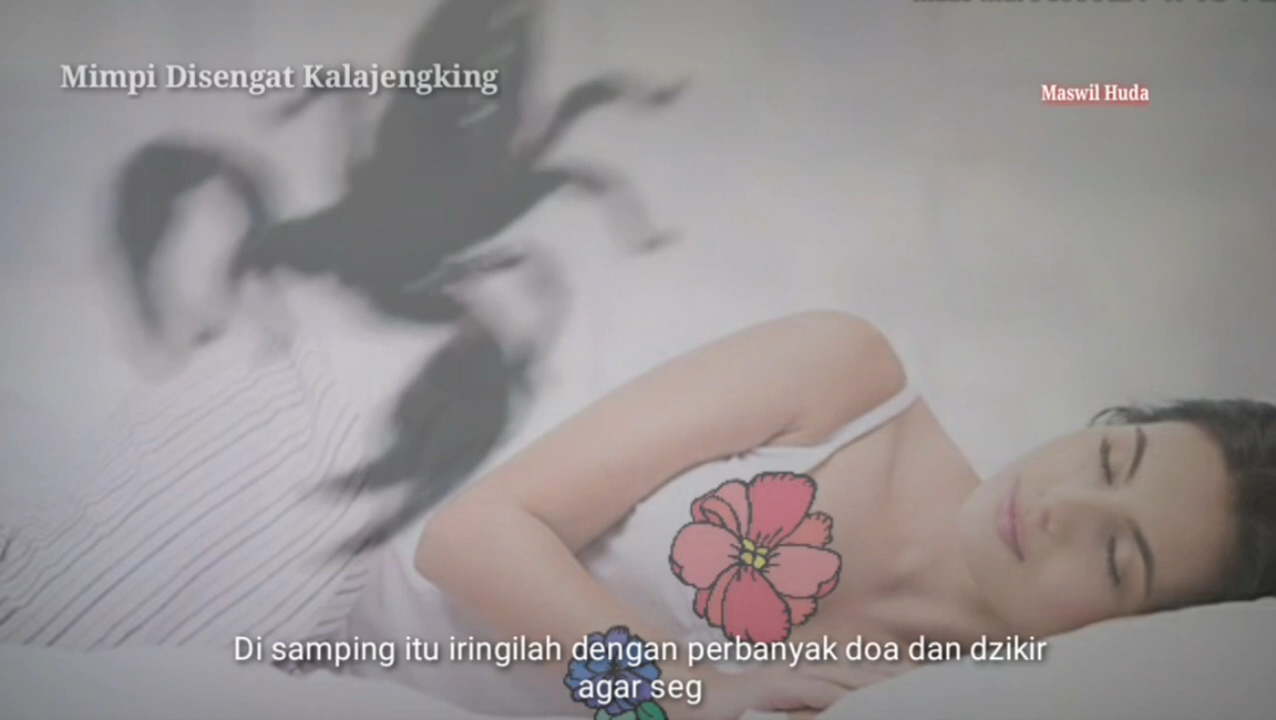 Mimpi Disengat Kalajengking
Maswil Huda
Di samping itu iringilah dengan perbanyak doa dan dzikir
agar seg